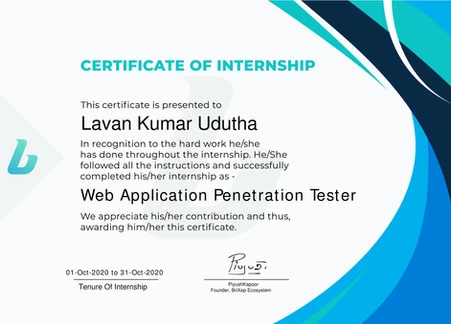 CERTIFICATE OF INTERNSHIP
This certificate is presented to
Lavan Kumar Udutha
In recognition to the hard work he/she
has done throughout the internship. He/She
followed all the instructions and successfully
completed his/her internship as -
Web Application Penetration Tester
We appreciate his/her contribution and thus,
awarding him/her this certificate.
Piyush
01-Oct-2020 to 31-Oct-2020
Tenure Of Internship
PiyushKapoor
Founder, BriXep Ecosystem